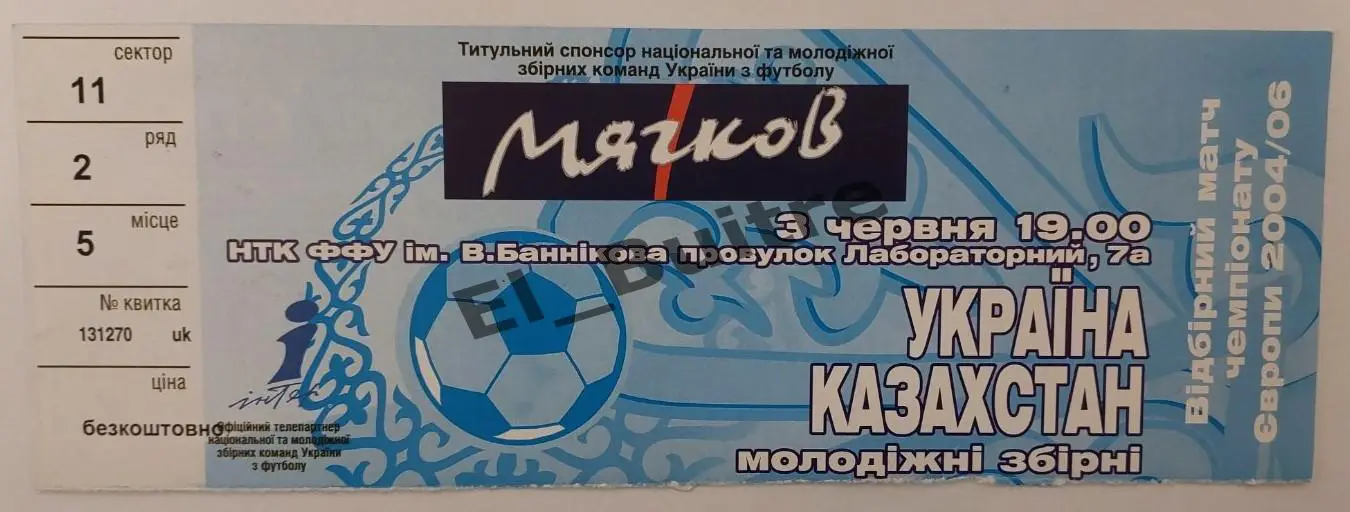 сектор
11
ряд
2
місце
5
№ квитка
131270 uk
ціна
безкоштовно
Титульний спонсор національної та молодіжної
збірних команд України з футболу
Мягков
3 червня 19.00
НТК ФФУ ім. В.Баннікова провулок Лабораторний, 7а
УКРАЇНА
КАЗАХСТАН
молодіжні збірні
інтер
Офіційний телепартнер
національної та молодіжної
збірних команд України
з футболу
Відбірний матч
чемпіонату
Європи 2004/06
El_Buitre